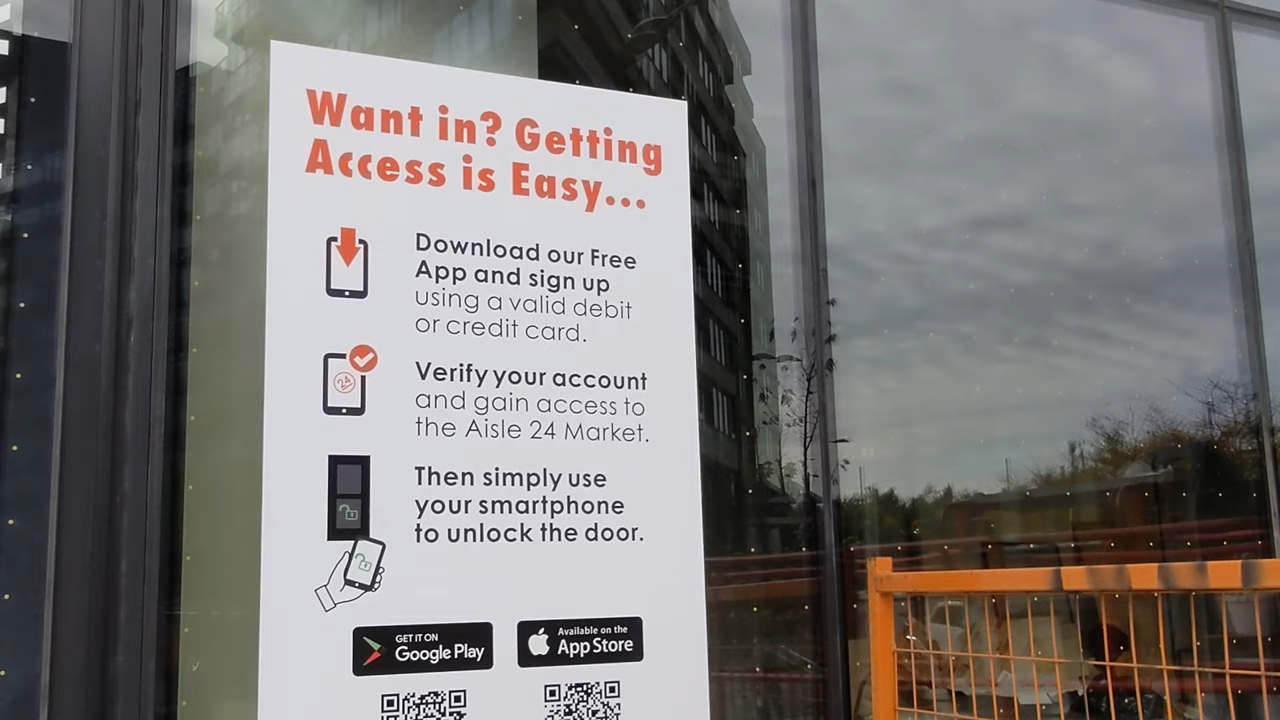 Want in? Getting
Access is Easy...
Download our Free
App and sign up
using a valid debit
or credit card.
24
Verify your account
and gain access to
the Aisle 24 Market.
Then simply use
your smartphone
to unlock the door.
GET IT ON
Google Play
Available on the
App Store